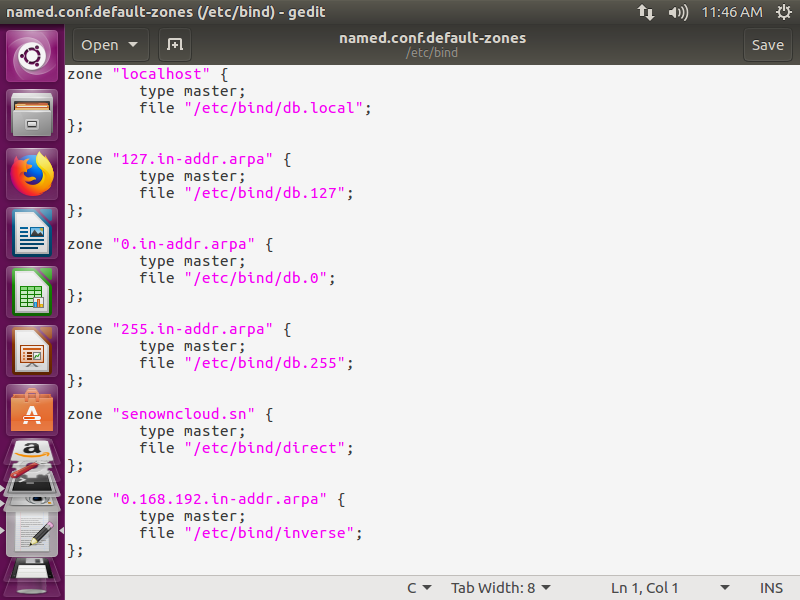 named.conf.default-zones (/etc/bind) - gedit
11:46 AM
Open
named.conf.default-zones
/etc/bind
Save
zone "localhost" {
        type master;
        file "/etc/bind/db.local";
};

zone "127.in-addr.arpa" {
        type master;
        file "/etc/bind/db.127";
};

zone "0.in-addr.arpa" {
        type master;
        file "/etc/bind/db.0";
};

zone "255.in-addr.arpa" {
        type master;
        file "/etc/bind/db.255";
};

zone "senowncloud.sn" {
        type master;
        file "/etc/bind/direct";
};

zone "0.168.192.in-addr.arpa" {
        type master;
        file "/etc/bind/inverse";
};
C
Tab Width: 8
Ln 1, Col 1
INS